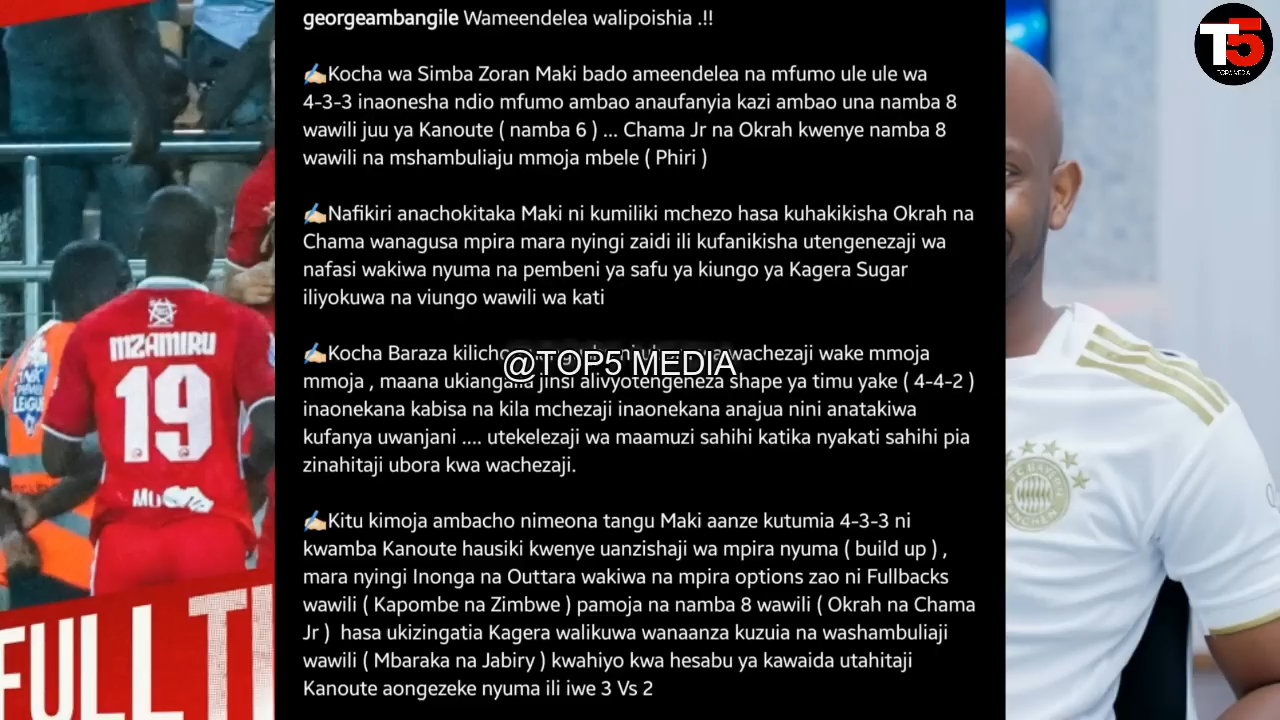 georgeambangile Wameendelea walipoishia .!!
✍🏻Kocha wa Simba Zoran Maki bado ameendelea na mfumo ule ule wa
4-3-3 inaonesha ndio mfumo ambao anaufanyia kazi ambao una namba 8
wawili juu ya Kanoute ( namba 6 ) ... Chama Jr na Okrah kwenye namba 8
wawili na mshambuliaju mmoja mbele ( Phiri )
✍🏻Nafikiri anachokitaka Maki ni kumiliki mchezo hasa kuhakikisha Okrah na
Chama wanagusa mpira mara nyingi zaidi ili kufanikisha utengenezaji wa
nafasi wakiwa nyuma na pembeni ya safu ya kiungo ya Kagera Sugar
iliyokuwa na viungo wawili wa kati
✍🏻Kocha Baraza wachezaji wake mmoja
@TOP5 MEDIA
mmoja , maana ukiangalia jinsi alivyotengeneza shape ya timu yake ( 4-4-2 )
inaonekana kabisa na kila mchezaji inaonekana anajua nini anatakiwa
kufanya uwanjani .... utekelezaji wa maamuzi sahihi katika nyakati sahihi pia
zinahitaji ubora kwa wachezaji.
✍🏻Kitu kimoja ambacho nimeona tangu Maki aanze kutumia 4-3-3 ni
kwamba Kanoute hausiki kwenye uanzishaji wa mpira nyuma ( build up ) ,
mara nyingi Inonga na Outtara wakiwa na mpira options zao ni Fullbacks
wawili ( Kapombe na Zimbwe ) pamoja na namba 8 wawili ( Okrah na Chama
Jr ) hasa ukizingatia Kagera walikuwa wanaanza kuzuia na washambuliaji
wawili ( Mbaraka na Jabiry ) kwahiyo kwa hesabu ya kawaida utahitaji
Kanoute aongezeke nyuma ili iwe 3 Vs 2
MZAMIRU
19
FULL TI
T5
TOP5 MEDIA
FC BAYERN
MÜNCHEN